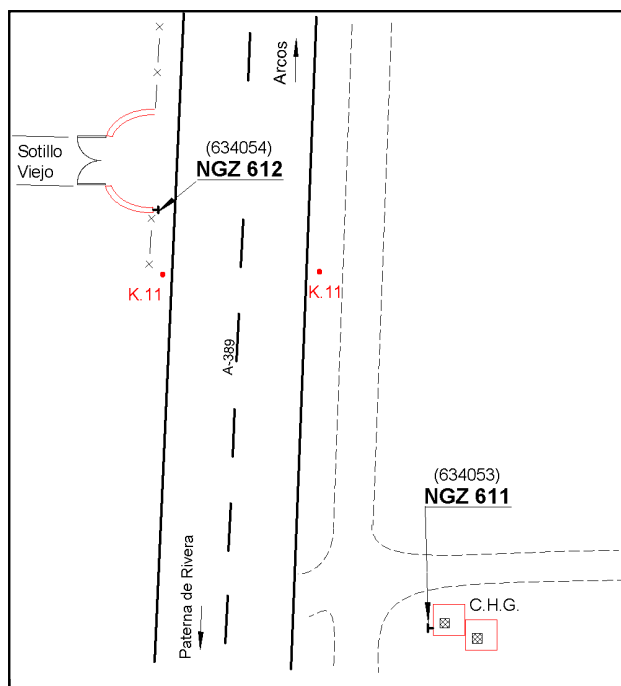 Arcos
(634054)
NGZ 612
Sotillo
Viejo
K.11
K.11
A-389
(634053)
NGZ 611
C.H.G.
Paterna de Rivera